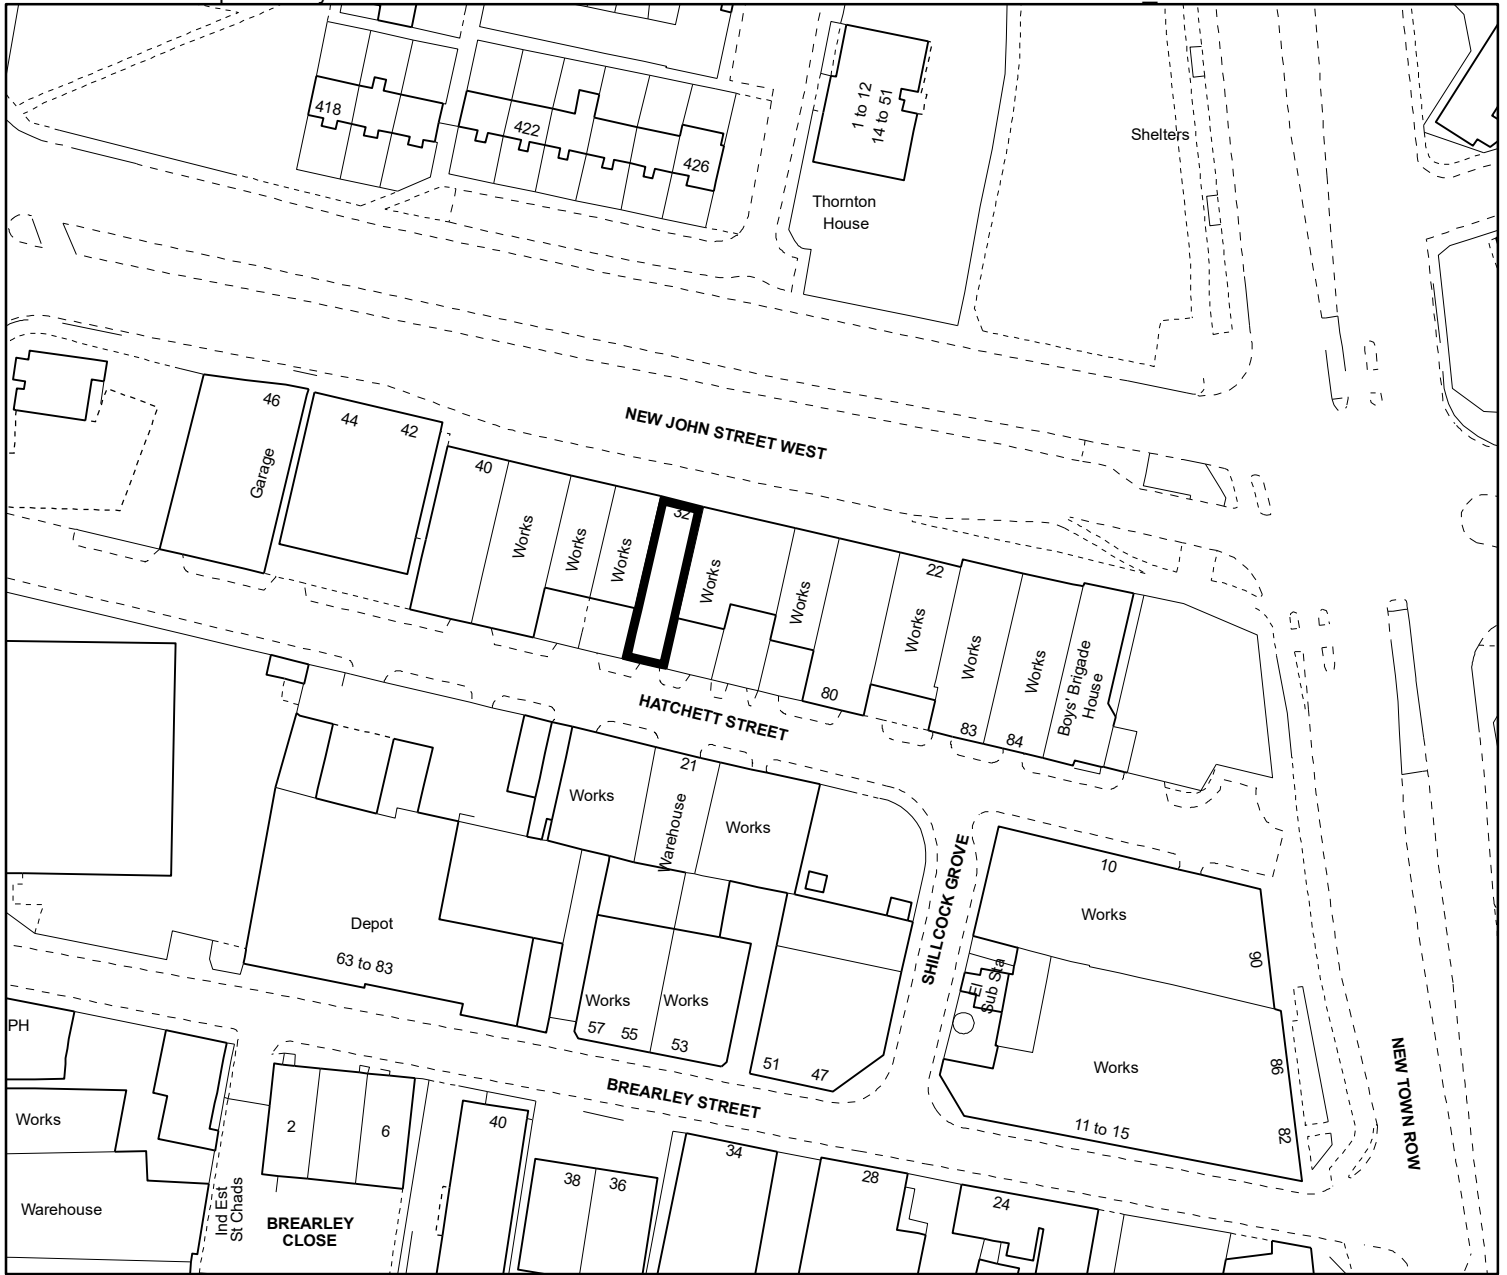 418
422
426
1 to 12
14 to 51
Thornton
House
Shelters
46
Garage
44
42
NEW JOHN STREET WEST
40
Works
Works
Works
32
Works
Works
22
Works
Works
Works
Boys' Brigade
House
80
83
84
HATCHETT STREET
21
Works
Warehouse
Works
SHILLCOCK GROVE
10
Works
90
Depot
63 to 83
El
Sub Sta
Works
Works
57
55
53
51
47
Works
86
82
11 to 15
NEW TOWN ROW
PH
BREARLEY STREET
Works
2
6
40
34
38
36
28
24
Warehouse
Ind Est
St Chads
BREARLEY
CLOSE